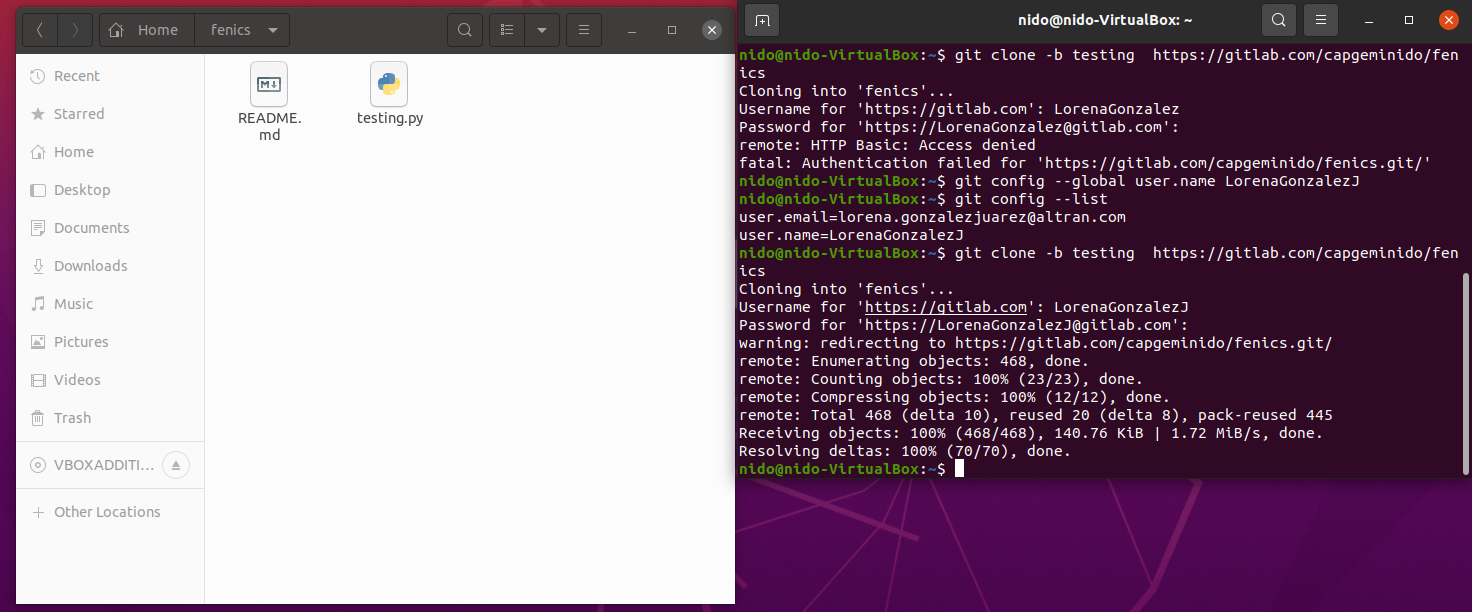 Home
fenics
Recent
Starred
Home
Desktop
Documents
Downloads
Music
Pictures
Videos
Trash
VBOXADDITI...
Other Locations
M
README.
md
testing.py
nido@nido-VirtualBox: ~
nido@nido-VirtualBox:~$ git clone -b testing  https://gitlab.com/capgeminido/fen
ics
Cloning into 'fenics'...
Username for 'https://gitlab.com': LorenaGonzalez
Password for 'https://LorenaGonzalez@gitlab.com':
remote: HTTP Basic: Access denied
fatal: Authentication failed for 'https://gitlab.com/capgeminido/fenics.git/'
nido@nido-VirtualBox:~$ git config --global user.name LorenaGonzalezJ
nido@nido-VirtualBox:~$ git config --list
user.email=lorena.gonzalezjuarez@altran.com
user.name=LorenaGonzalezJ
nido@nido-VirtualBox:~$ git clone -b testing  https://gitlab.com/capgeminido/fen
ics
Cloning into 'fenics'...
Username for 'https://gitlab.com': LorenaGonzalezJ
Password for 'https://LorenaGonzalezJ@gitlab.com':
warning: redirecting to https://gitlab.com/capgeminido/fenics.git/
remote: Enumerating objects: 468, done.
remote: Counting objects: 100% (23/23), done.
remote: Compressing objects: 100% (12/12), done.
remote: Total 468 (delta 10), reused 20 (delta 8), pack-reused 445
Receiving objects: 100% (468/468), 140.76 KiB | 1.72 MiB/s, done.
Resolving deltas: 100% (70/70), done.
nido@nido-VirtualBox:~$